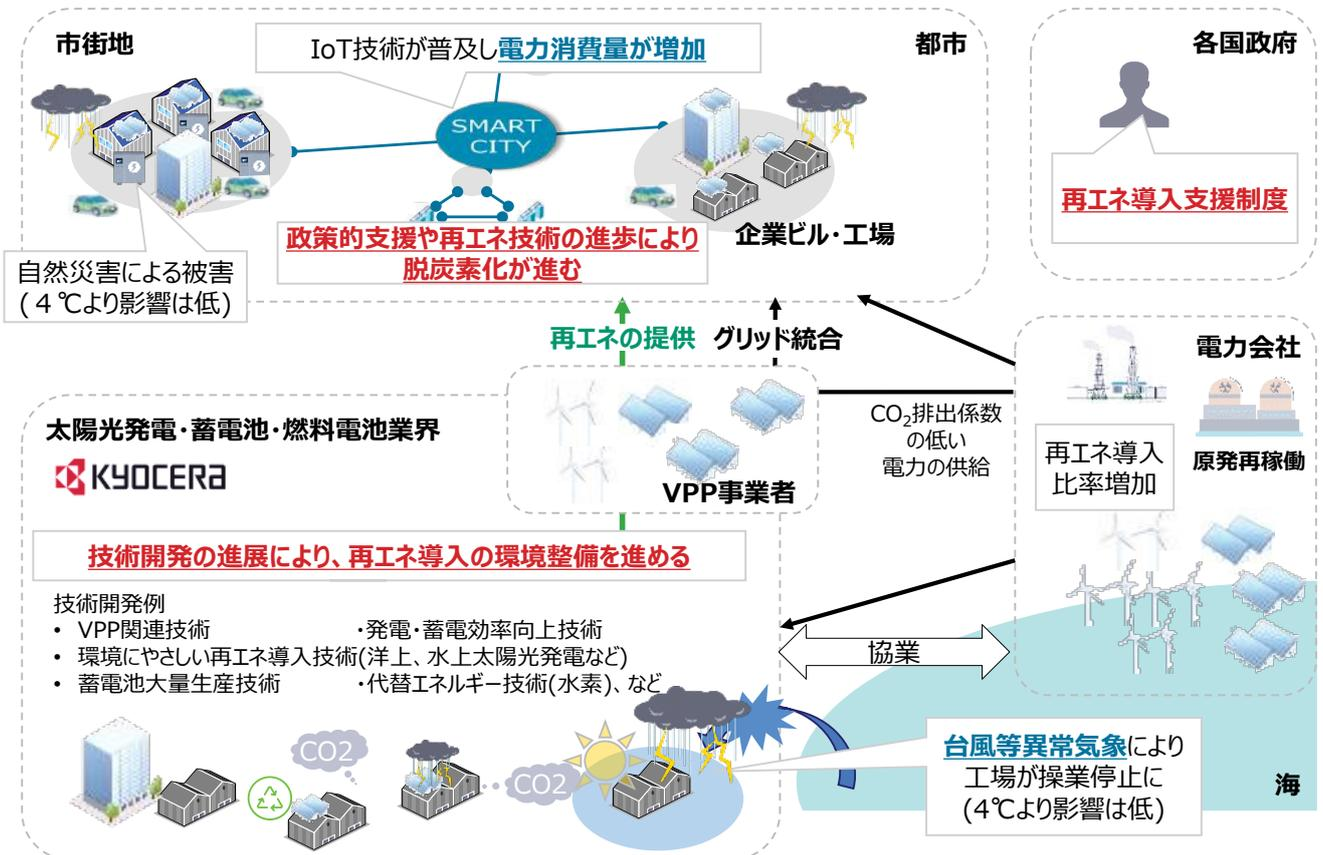 市街地
IoT技術が普及し電力消費量が増加
都市
各国政府
SMART
CITY
再エネ導入支援制度
政策的支援や再エネ技術の進歩により
脱炭素化が進む
企業ビル・工場
自然災害による被害
(４℃より影響は低)
再エネの提供
グリッド統合
電力会社
太陽光発電・蓄電池・燃料電池業界
KYOCERA
VPP事業者
CO2排出係数
の低い
電力の供給
再エネ導入
比率増加
原発再稼働
技術開発の進展により、再エネ導入の環境整備を進める
技術開発例
• VPP関連技術 ・発電・蓄電効率向上技術
• 環境にやさしい再エネ導入技術(洋上、水上太陽光発電など)
• 蓄電池大量生産技術 ・代替エネルギー技術(水素)、など
協業
CO2
CO2
台風等異常気象により
工場が操業停止に
(4℃より影響は低)
海